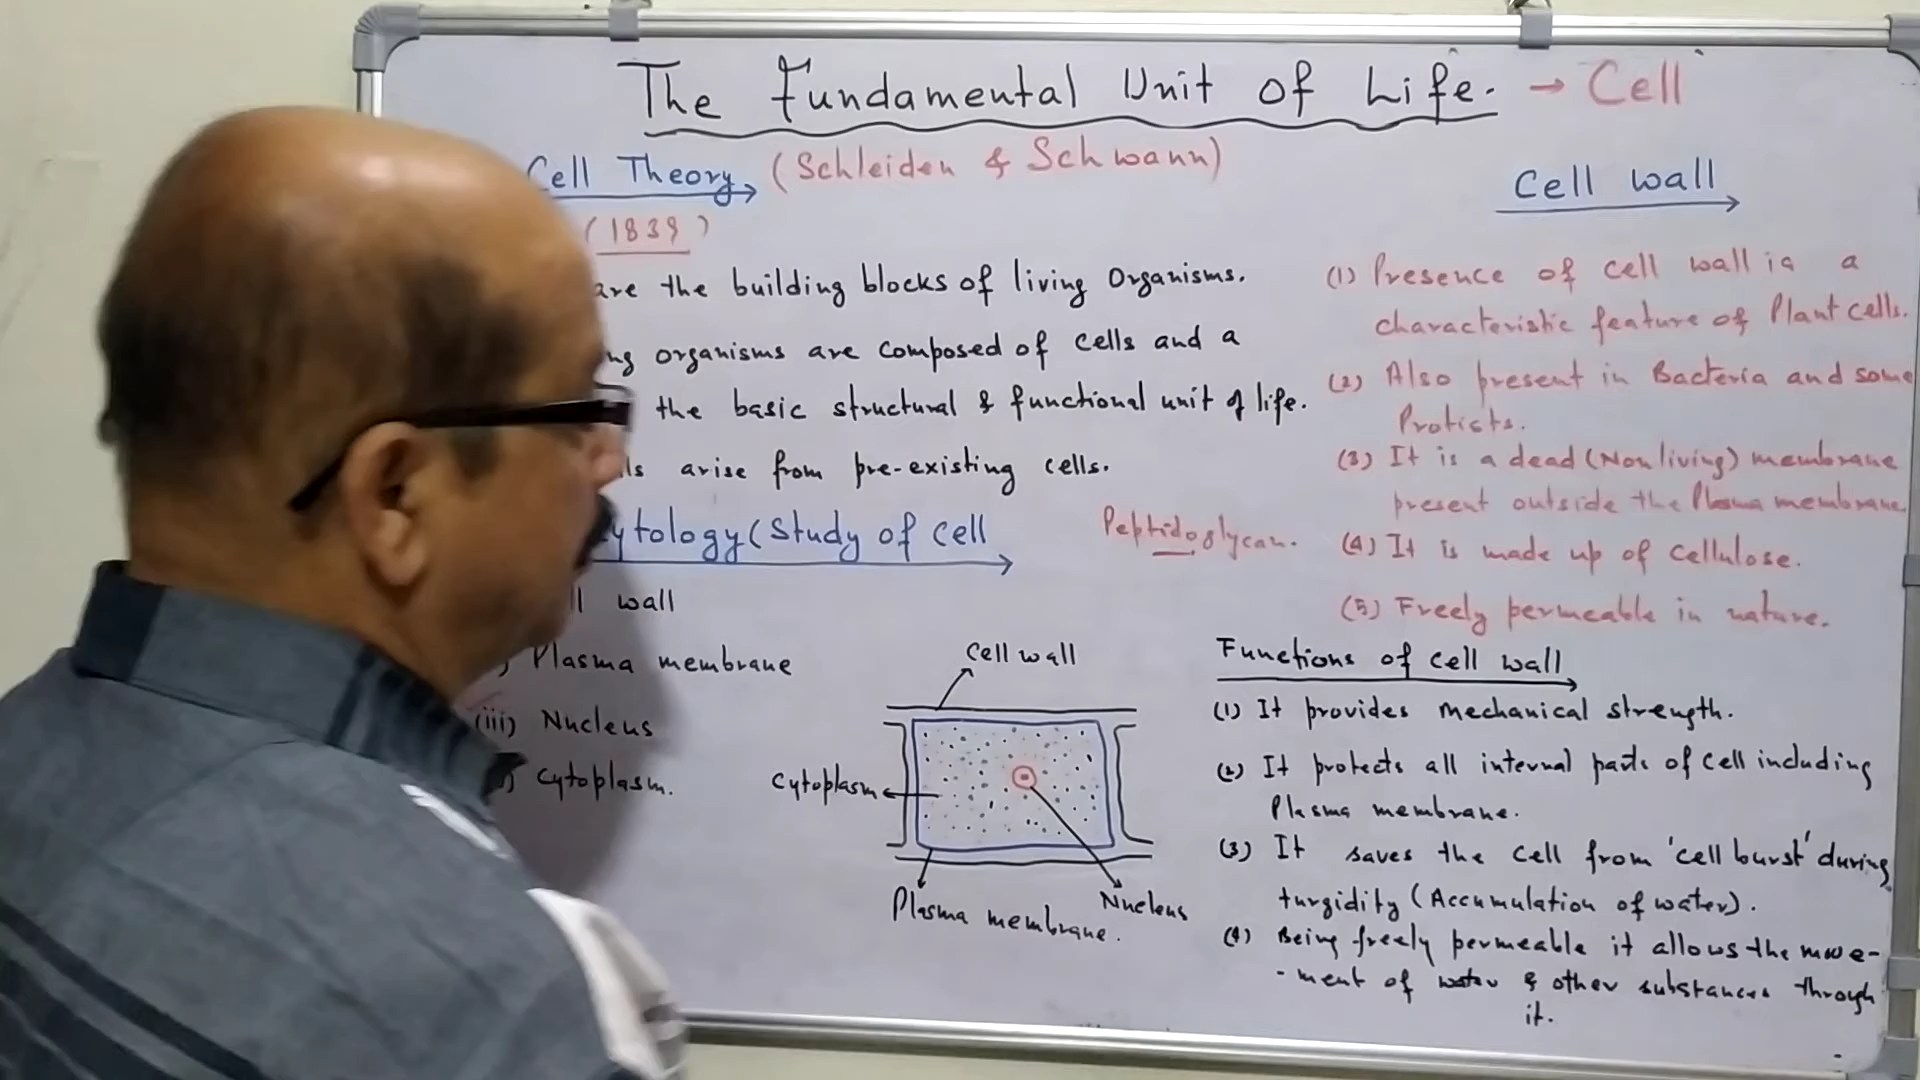 The Fundamental Unit of Life. → Cell
Cell Theory (Schleiden & Schwann)
(1839)
are the building blocks of living Organisms.
organisms are composed of cells and a
the basic structural & functional unit of life.
arise from pre-existing cells.
ytology (Study of cell
wall
Plasma membrane
(iii) Nucleus
Cytoplasm.
Cell wall
Cytoplasm
Plasma membrane.
Nucleus
Peptidoglycan.
Cell wall
(1) Presence of cell wall is a
characteristic feature of Plant cells.
(2) Also present in Bacteria and some
Protists.
(3) It is a dead (Non living) membrane
present outside the Plasma membrane
(4) It is made up of cellulose.
(5) Freely permeable in nature.
Functions of cell wall
(1) It provides mechanical strength.
(2) It protects all internal parts of cell including
Plasma membrane.
(3) It saves the cell from 'cell burst' during
turgidity (Accumulation of water).
(4) Being freely permeable it allows the move-
-ment of water & other substances through
it.